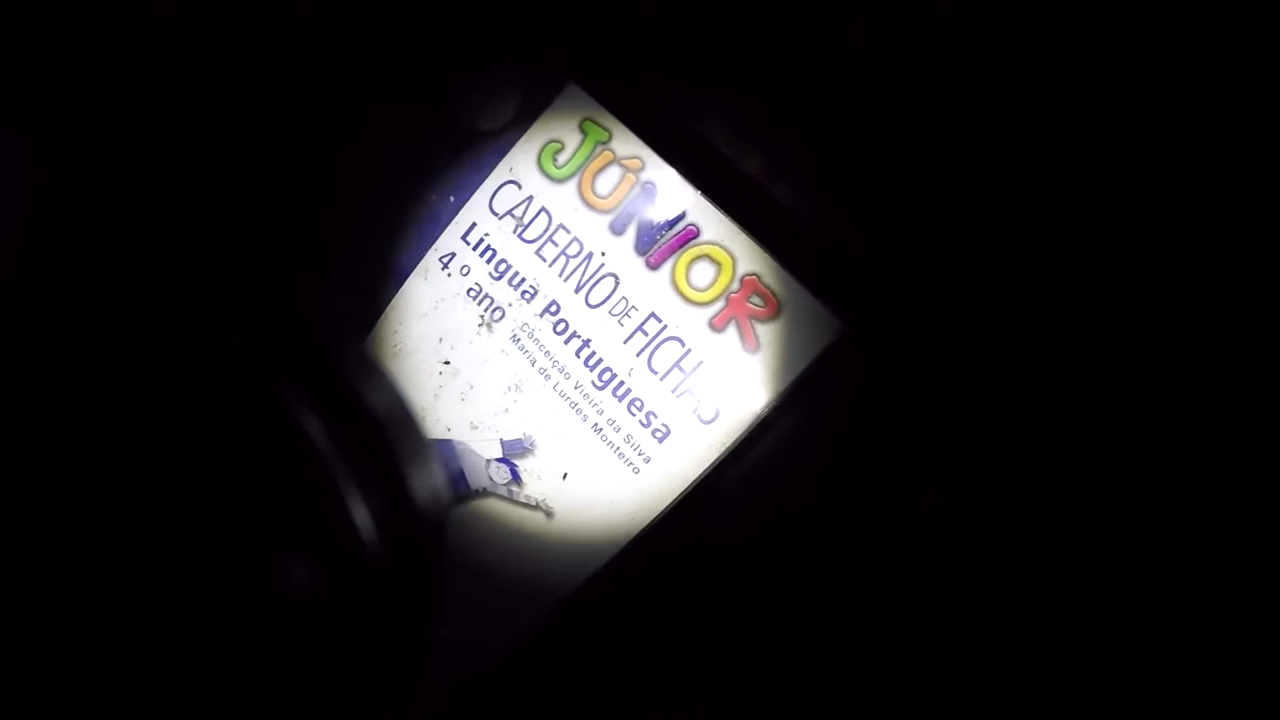 JÚNIOR
CADERNO DE FICHAS
Língua Portuguesa
4.º ano
Conceição Vieira da Silva
Maria de Lurdes Monteiro